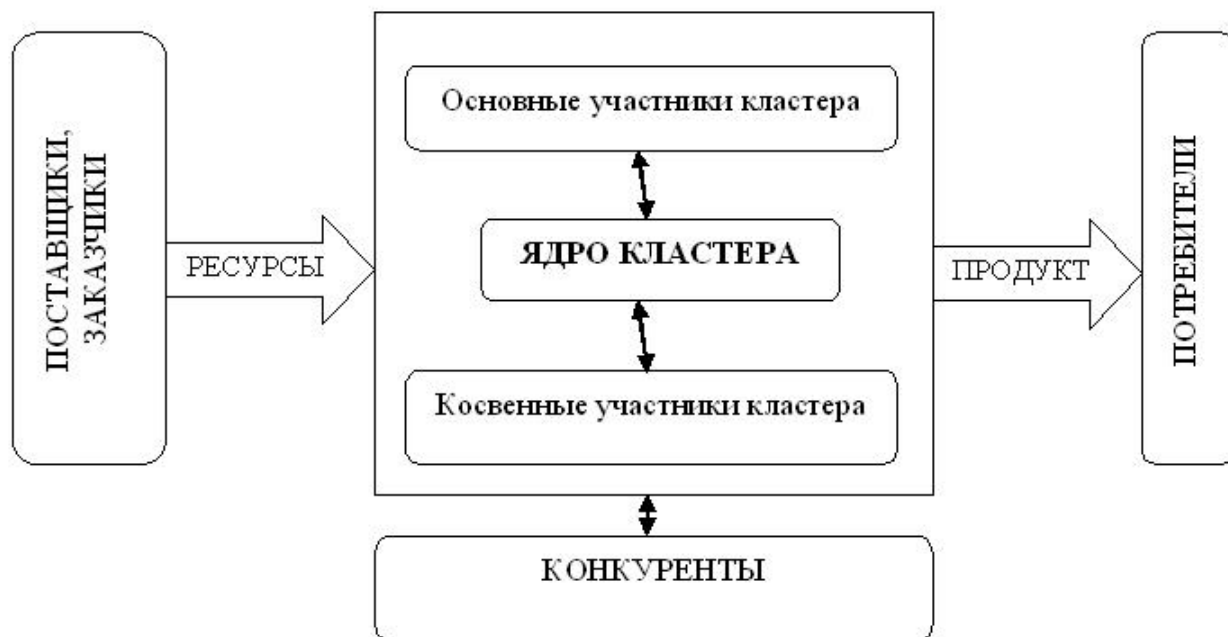 ПОСТАВЩИКИ,
ЗАКАЗЧИКИ
РЕСУРСЫ
Основные участники кластера
ЯДРО КЛАСТЕРА
Косвенные участники кластера
ПРОДУКТ
ПОТРЕБИТЕЛИ
КОНКУРЕНТЫ